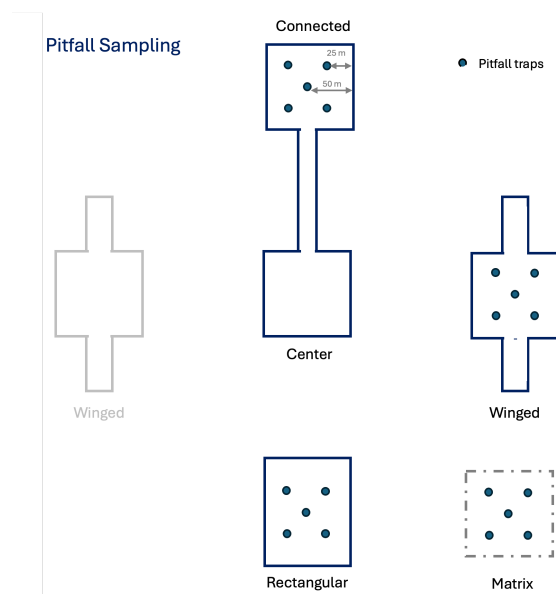 Connected
Pitfall Sampling
25 m
Pitfall traps
50 m
Center
Winged
Winged
Rectangular
Matrix